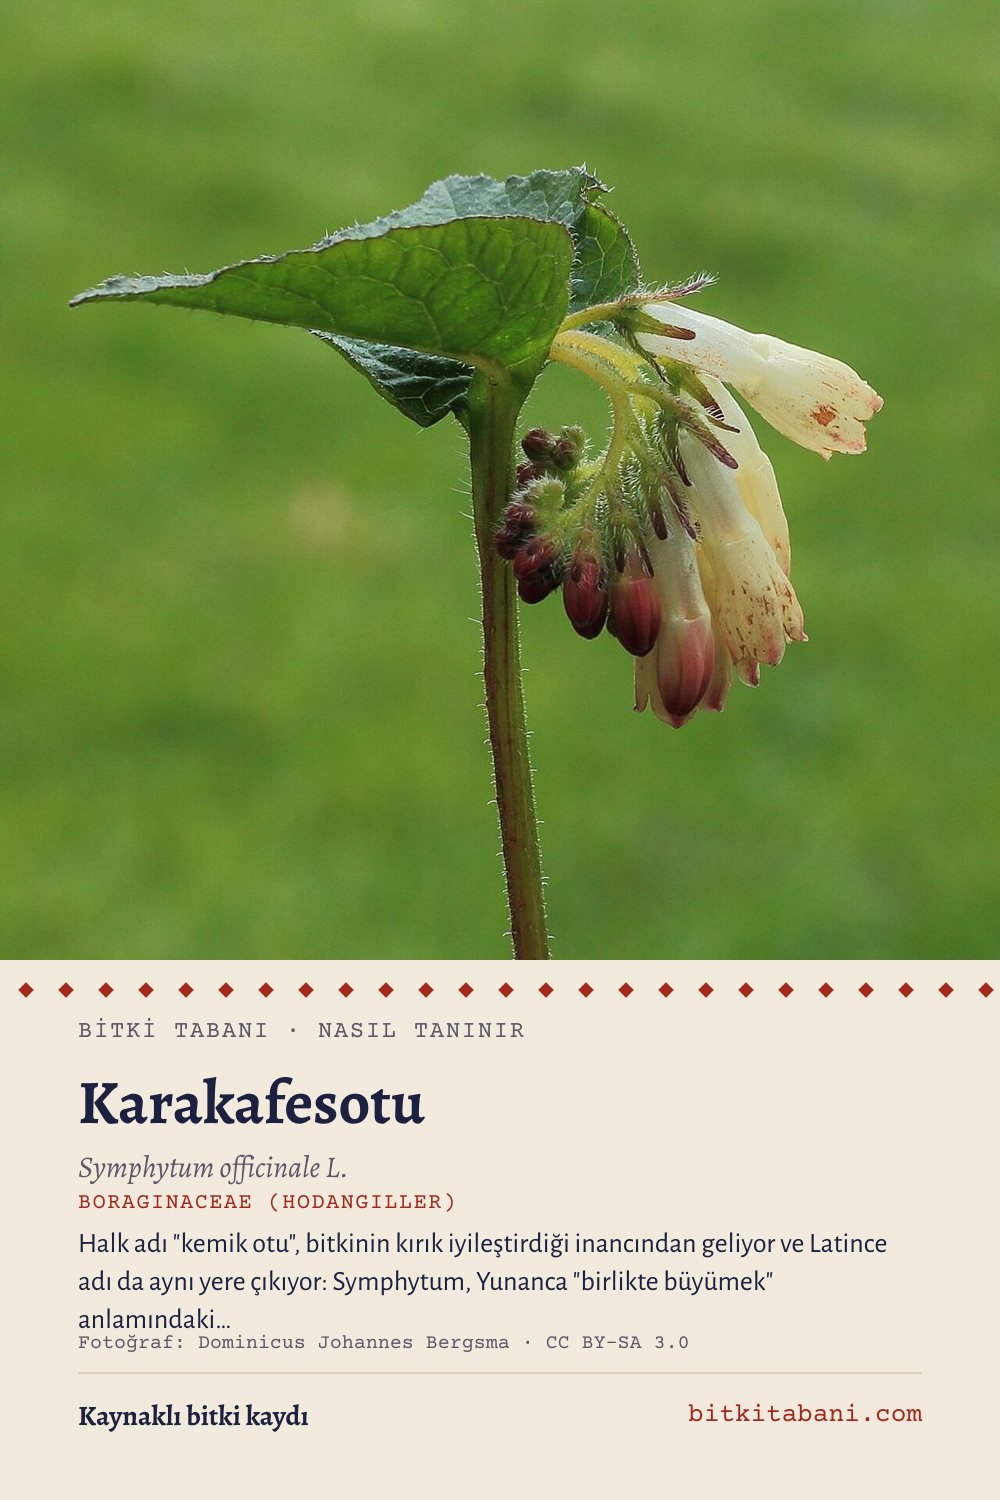 BİTKİ TABANI · NASIL TANINIR
Karakafesotu
Symphytum officinale L.
BORAGINACEAE (HODANGİLLER)
Halk adı "kemik otu", bitkinin kırık iyileştirdiği inancından geliyor ve Latince
adı da aynı yere çıkıyor: Symphytum, Yunanca "birlikte büyümek"
anlamındaki...
Fotoğraf: Dominicus Johannes Bergsma · CC BY-SA 3.0
Kaynaklı bitki kaydı
bitkitabani.com